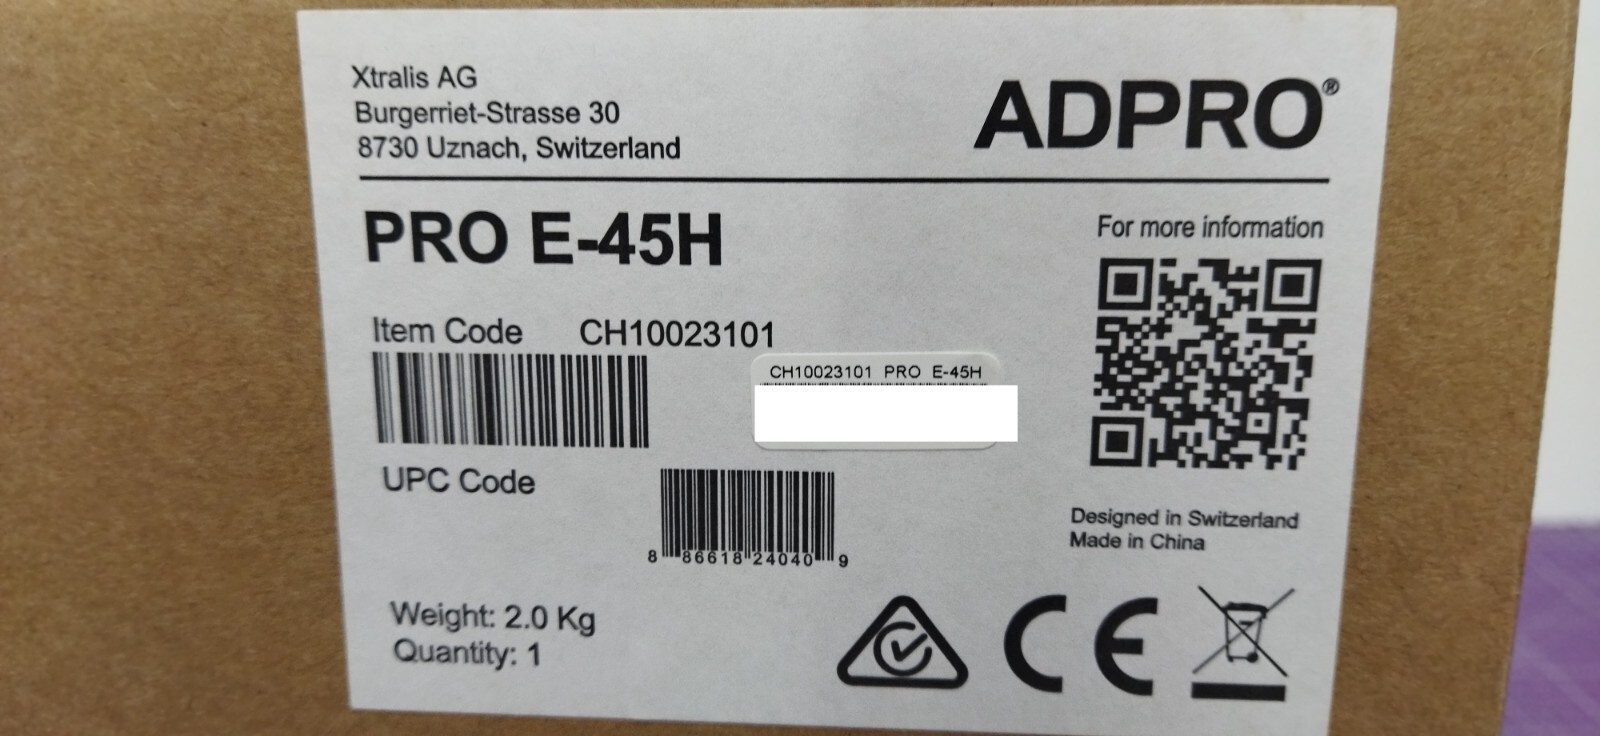 Xtralis AG
Burgerriet-Strasse 30
8730 Uznach, Switzerland
ADPRO®
PRO E-45H
For more information
Item Code CH10023101
CH10023101 PRO E-45H
UPC Code
8 86618 24040 9
Designed in Switzerland
Made in China
Weight: 2.0 Kg
Quantity: 1
CE